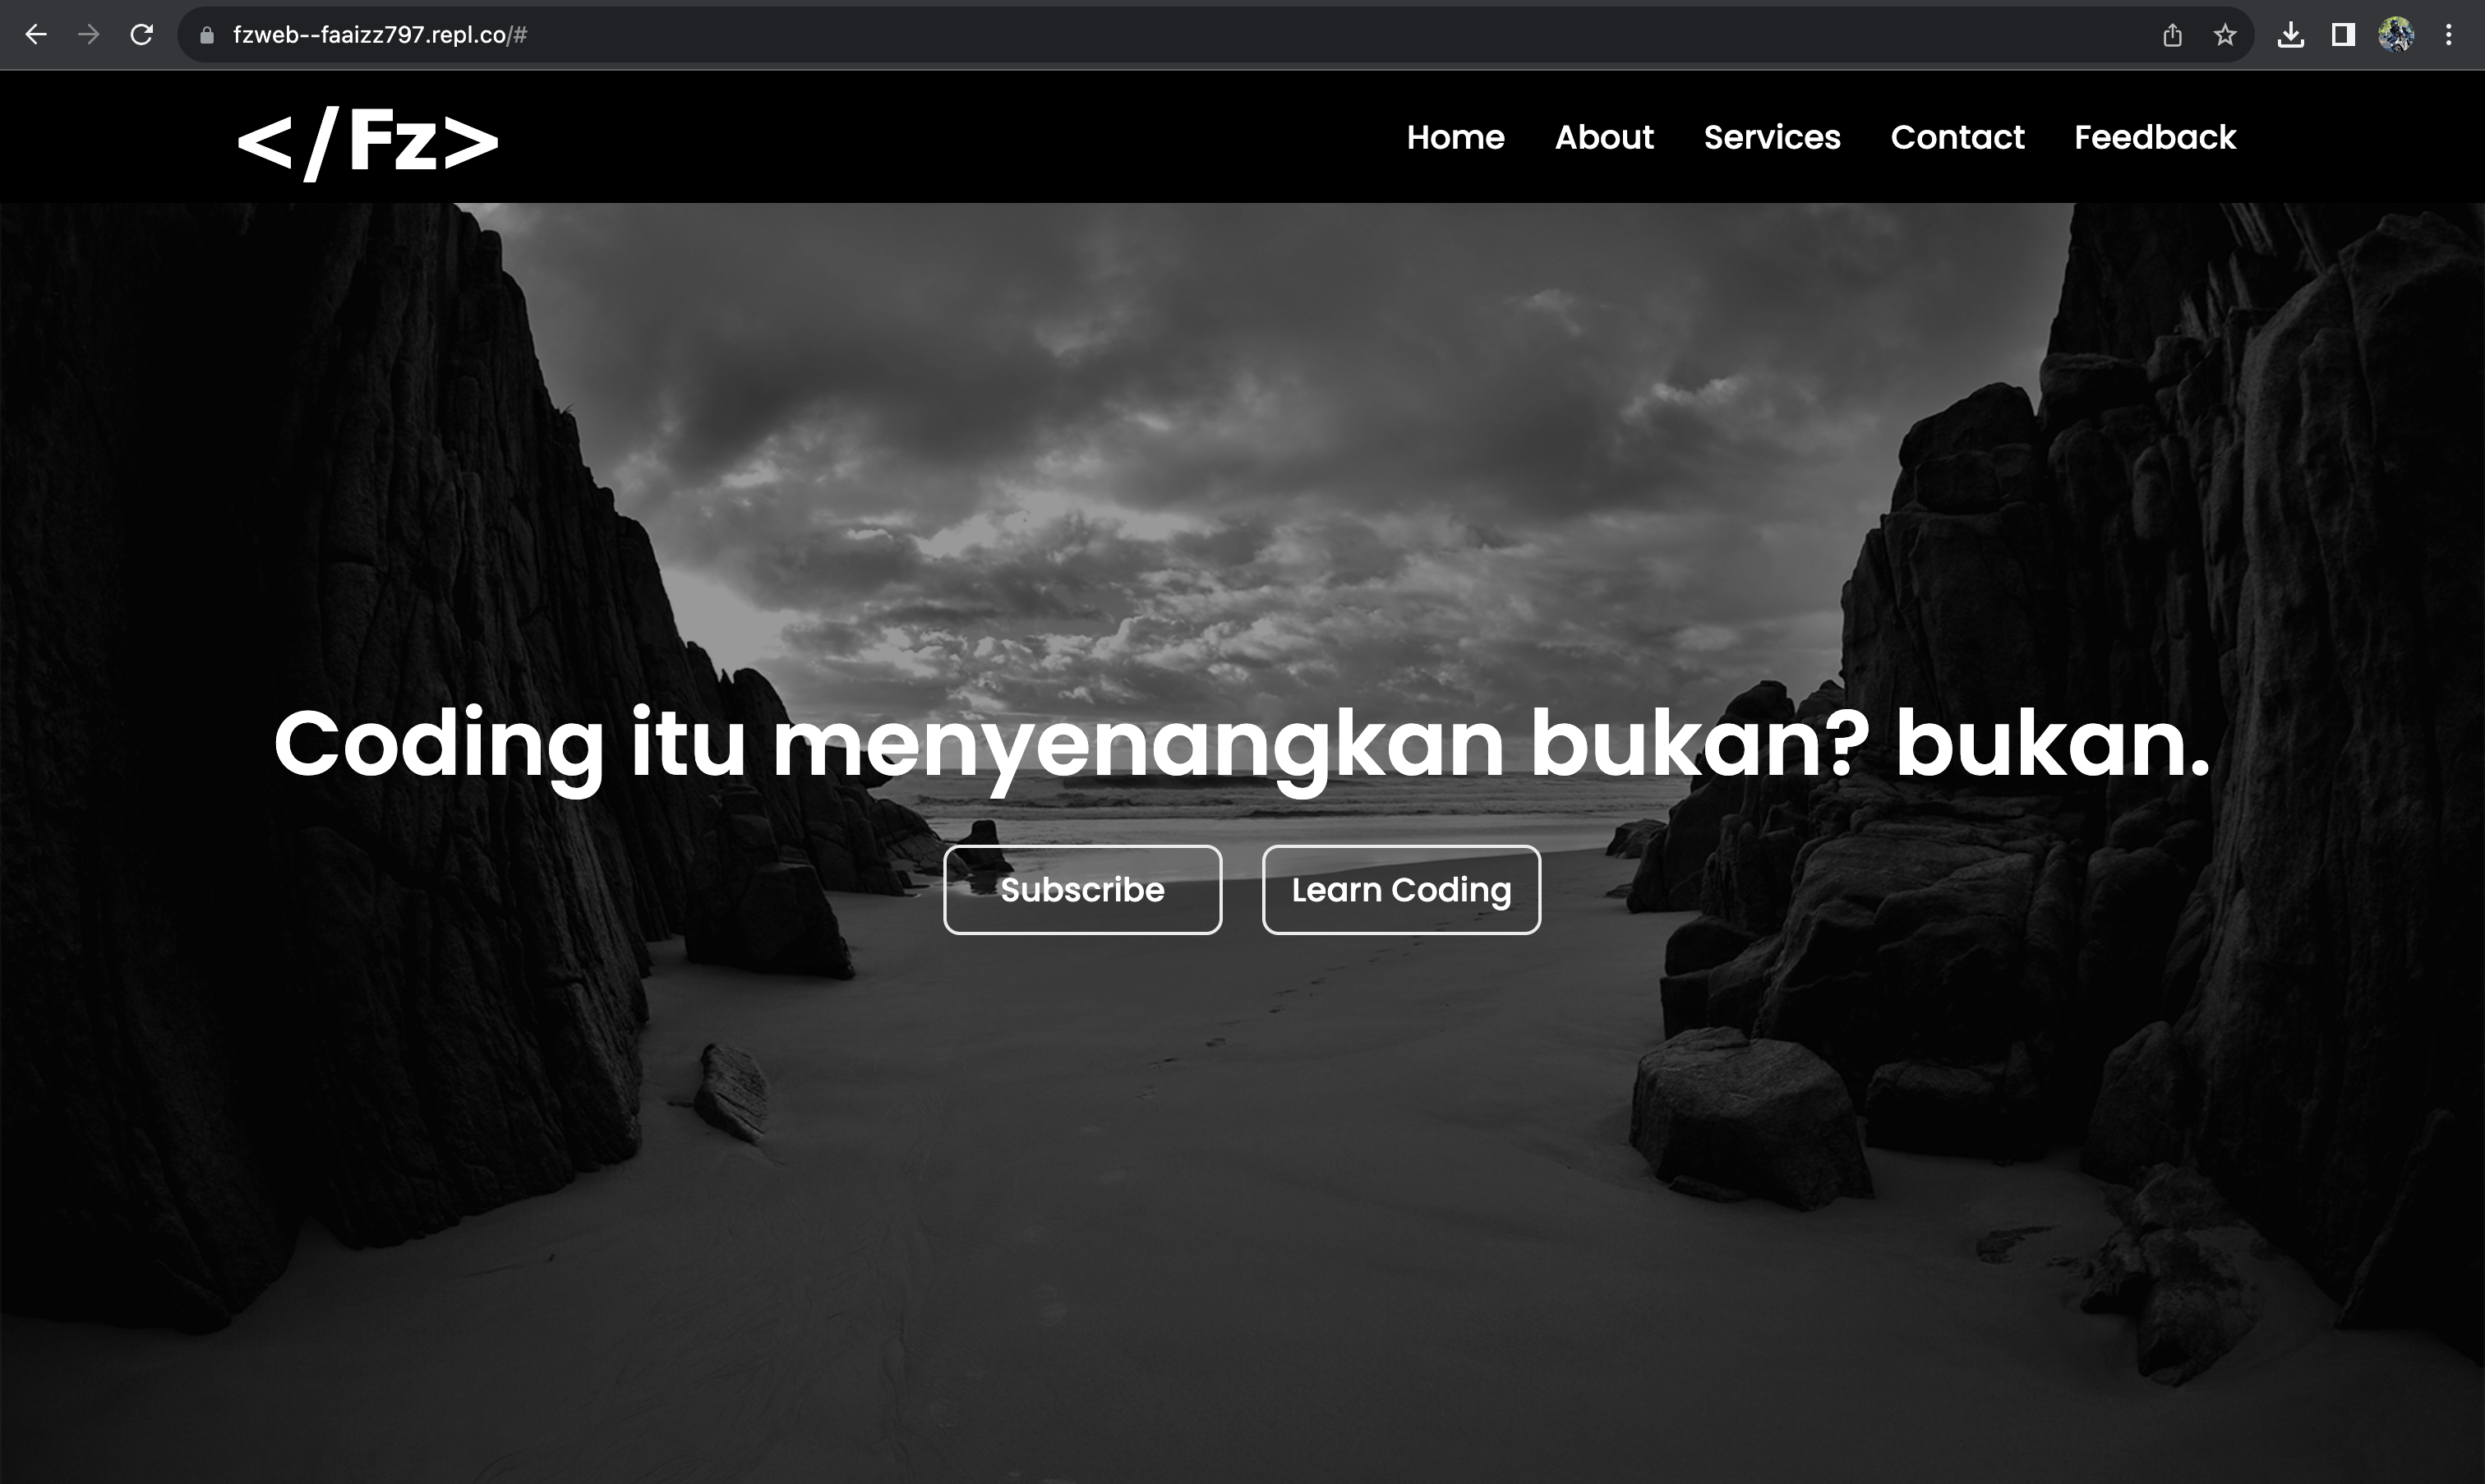 fzweb--faaizz797.repl.co/#
</Fz>
Home About Services Contact Feedback
Coding itu menyenangkan bukan? bukan.
Subscribe Learn Coding